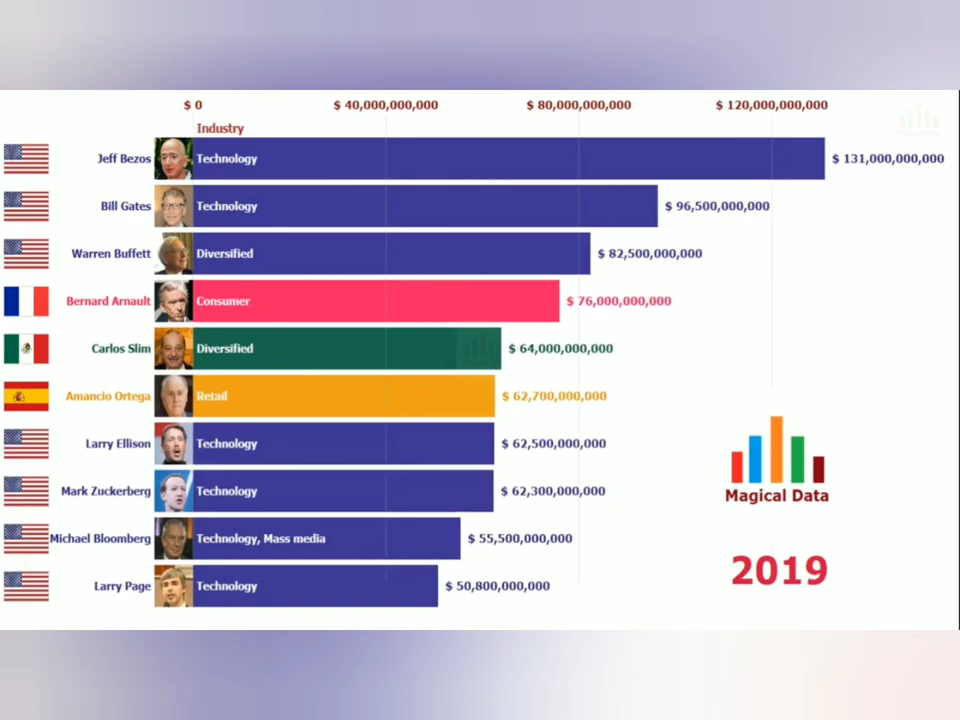 $ 0 $ 40,000,000,000 $ 80,000,000,000 $ 120,000,000,000
Industry
Jeff Bezos Technology $ 131,000,000,000
Bill Gates Technology $ 96,500,000,000
Warren Buffett Diversified $ 82,500,000,000
Bernard Arnault Consumer $ 76,000,000,000
Carlos Slim Diversified $ 64,000,000,000
Amancio Ortega Retail $ 62,700,000,000
Larry Ellison Technology $ 62,500,000,000
Mark Zuckerberg Technology $ 62,300,000,000
Magical Data
Michael Bloomberg Technology, Mass media $ 55,500,000,000
2019
Larry Page Technology $ 50,800,000,000